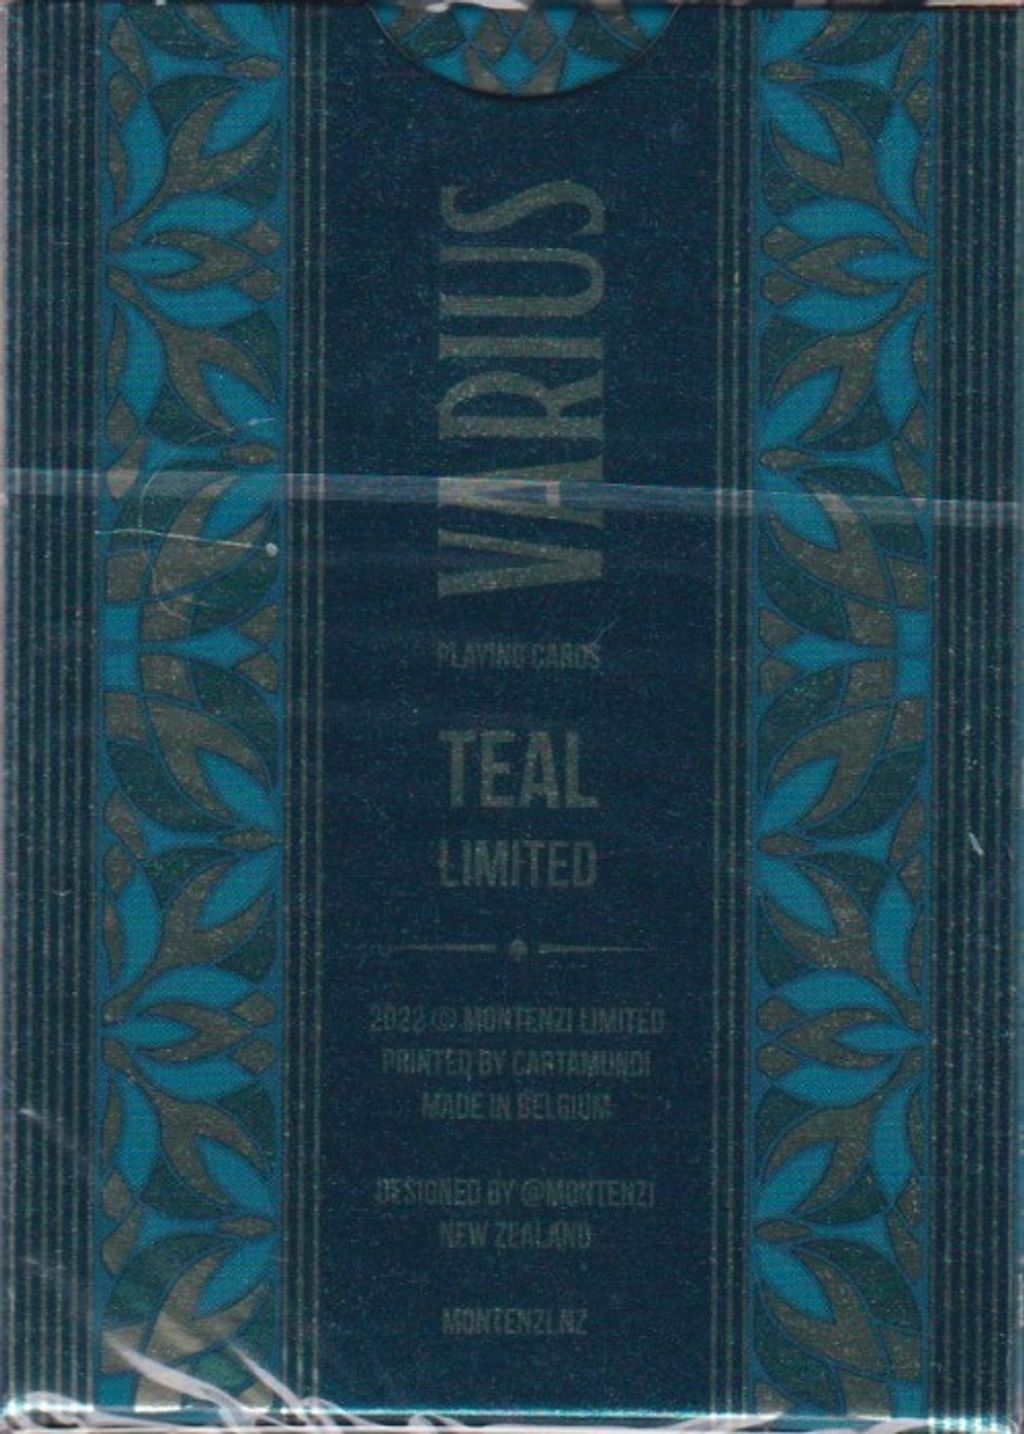 VARIUS
PLAYING CARDS
TEAL
LIMITED
2022 © MONTENZI LIMITED
PRINTED BY CARTAMUNDI
MADE IN BELGIUM
DESIGNED BY @MONTENZI
NEW ZEALAND
MONTENZI.NZ